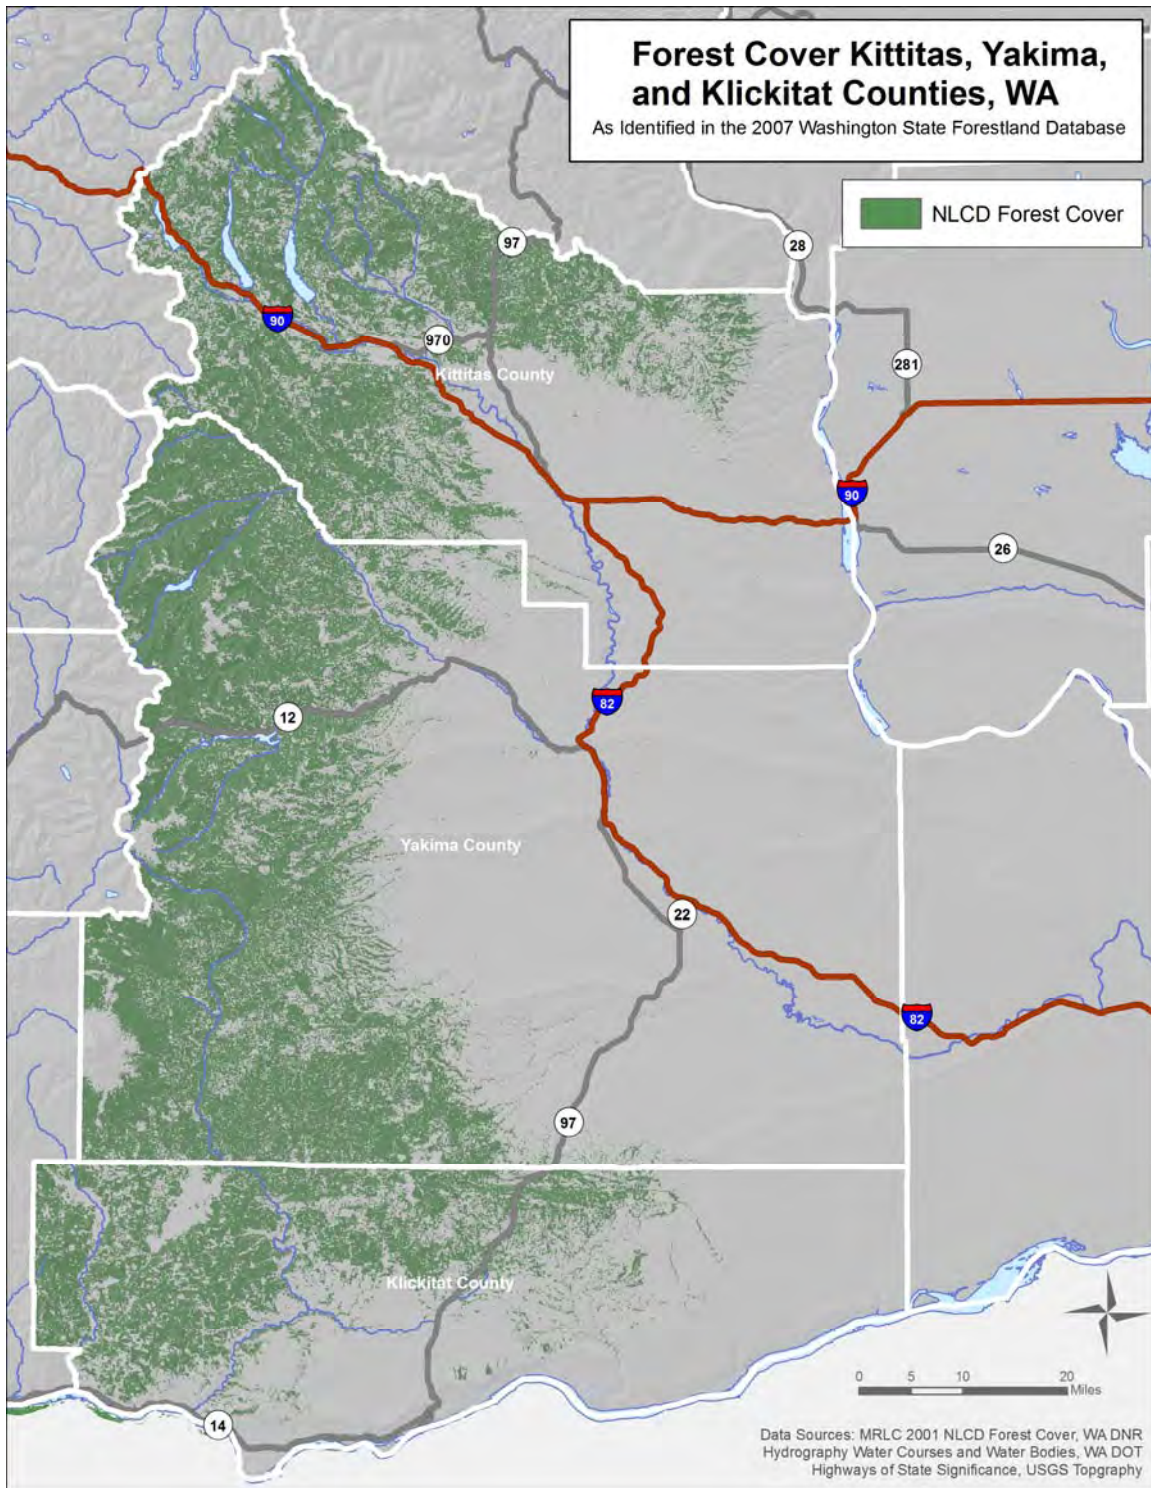 Forest Cover Kittitas, Yakima,
and Klickitat Counties, WA
As Identified in the 2007 Washington State Forestland Database
NLCD Forest Cover
97
28
90
970
281
Kittitas County
90
26
82
12
Yakima County
22
82
97
Klickitat County
0 5 10 20
Miles
14
Data Sources: MRLC 2001 NLCD Forest Cover, WA DNR
Hydrography Water Courses and Water Bodies, WA DOT
Highways of State Significance, USGS Topgraphy